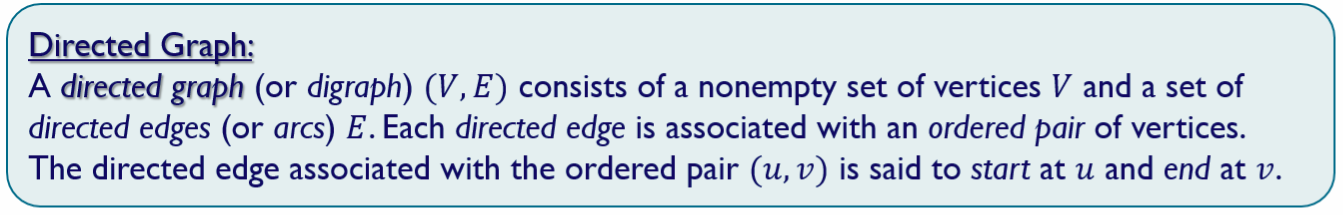 Directed Graph:
A directed graph (or digraph) (V, E) consists of a nonempty set of vertices V and a set of
directed edges (or arcs) E. Each directed edge is associated with an ordered pair of vertices.
The directed edge associated with the ordered pair (u, v) is said to start at u and end at v.